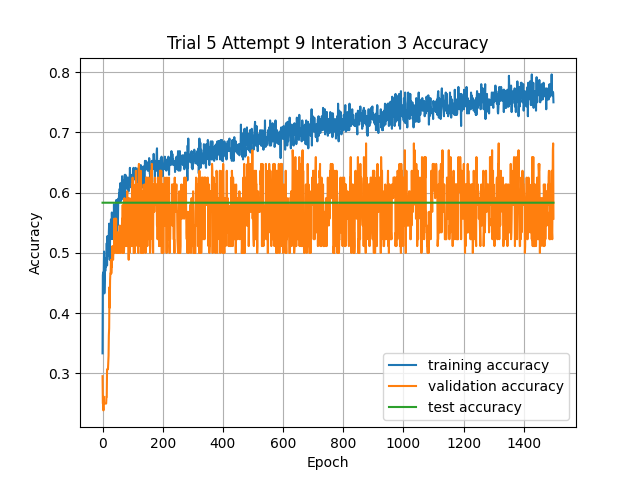 Trial 5 Attempt 9 Interation 3 Accuracy
0.8
0.7
0.6
0.5
0.4
0.3
Accuracy
training accuracy
validation accuracy
test accuracy
0 200 400 600 800 1000 1200 1400
Epoch